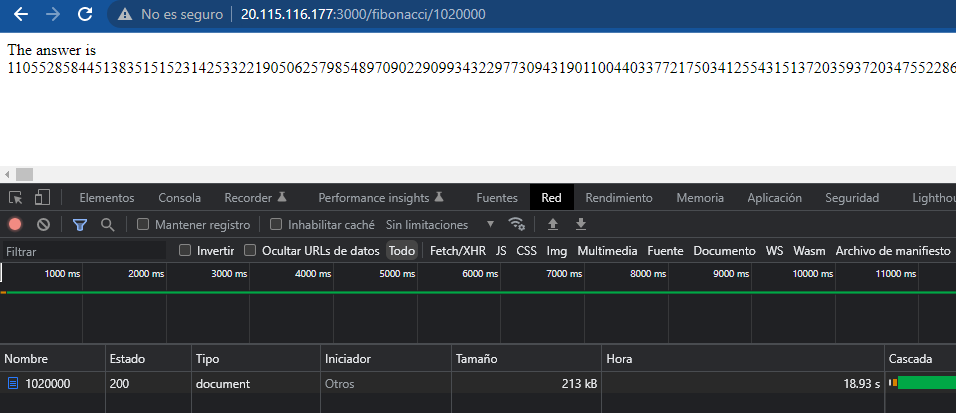 No es seguro | 20.115.116.177:3000/fibonacci/1020000
The answer is
11055285844513835151523142533221905062579854897090229099343229773094319011004403377217503412554315137203593720347552286
Elementos Consola Recorder Performance insights Fuentes Red Rendimiento Memoria Aplicación Seguridad Lighthou
Mantener registro Inhabilitar caché Sin limitaciones
Filtrar Invertir Ocultar URLs de datos Todo Fetch/XHR JS CSS Img Multimedia Fuente Documento WS Wasm Archivo de manifiesto
1000 ms 2000 ms 3000 ms 4000 ms 5000 ms 6000 ms 7000 ms 8000 ms 9000 ms 10000 ms 11000 ms
Nombre Estado Tipo Iniciador Tamaño Hora Cascada
1020000 200 document Otros 213 kB 18.93 s